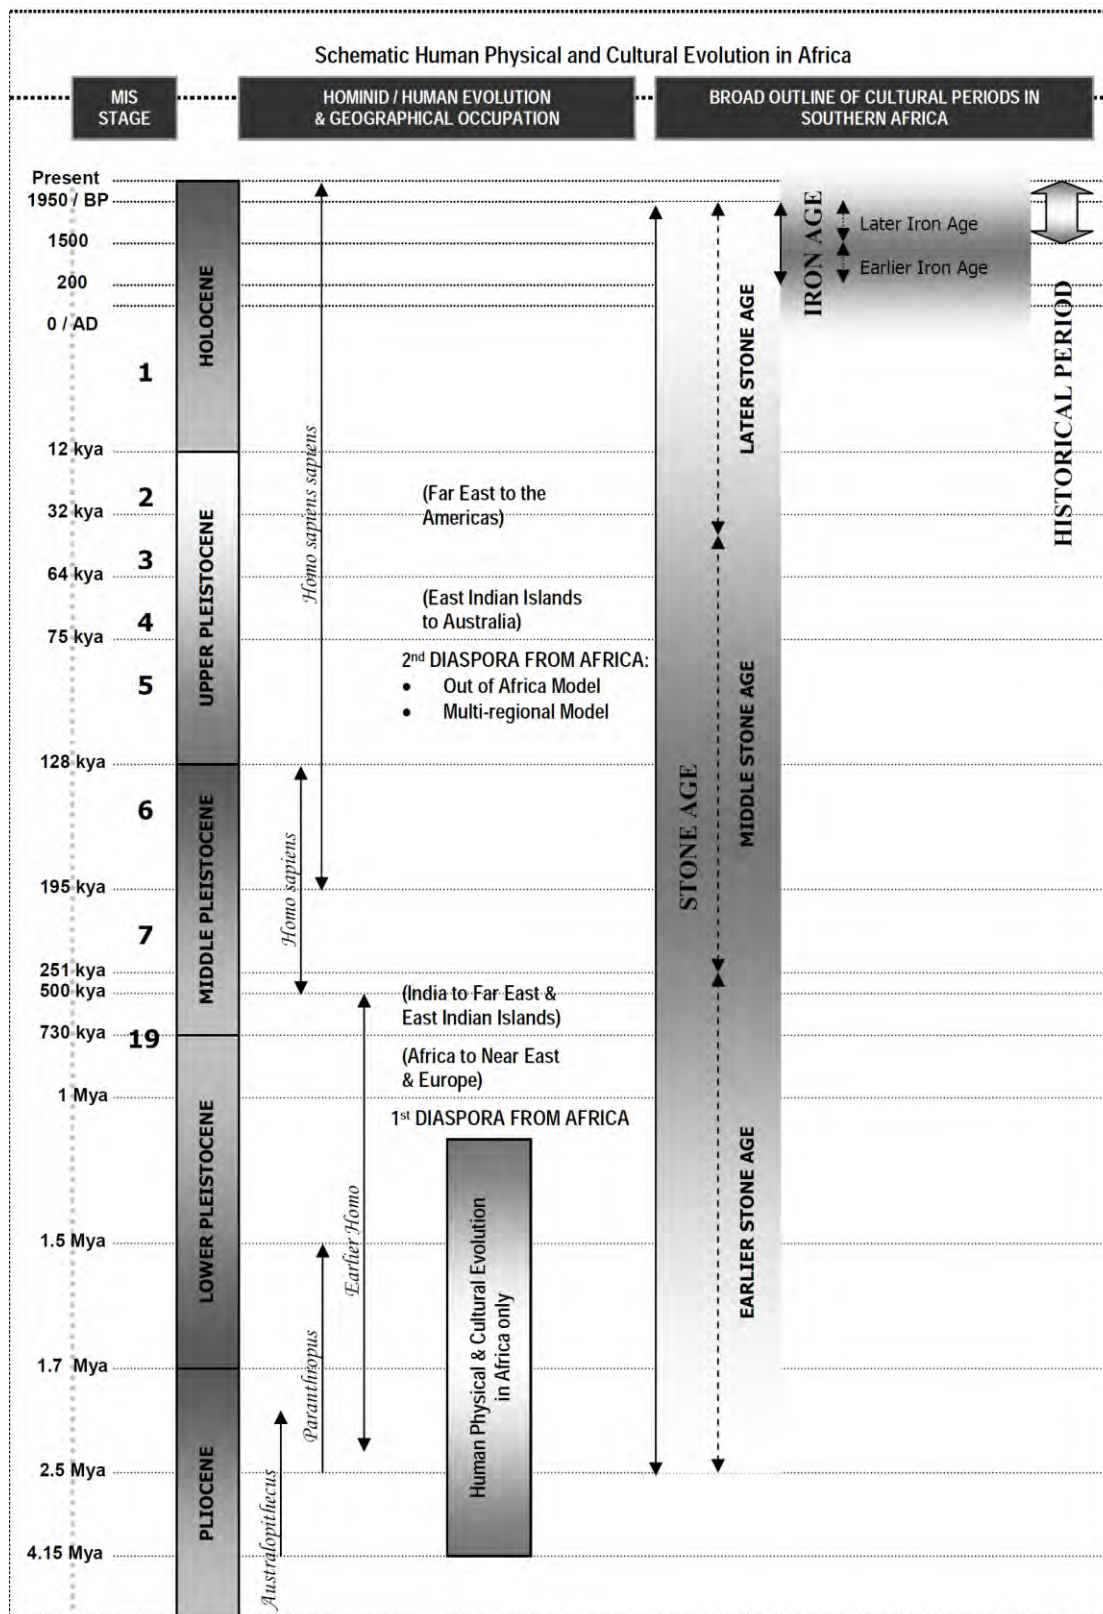 Schematic Human Physical and Cultural Evolution in Africa
MIS
STAGE
HOMINID / HUMAN EVOLUTION
& GEOGRAPHICAL OCCUPATION
BROAD OUTLINE OF CULTURAL PERIODS IN
SOUTHERN AFRICA
Present
1950 / BP
1500
200
0 / AD
12 kya
32 kya
64 kya
75 kya
128 kya
195 kya
251 kya
500 kya
730 kya
1 Mya
1.5 Mya
1.7 Mya
2.5 Mya
4.15 Mya
1
2
3
4
5
6
7
19
HOLOCENE
UPPER PLEISTOCENE
MIDDLE PLEISTOCENE
LOWER PLEISTOCENE
PLIOCENE
Homo sapiens sapiens
Homo sapiens
Earlier Homo
Paranthropus
Australopithecus
(Far East to the
Americas)
(East Indian Islands
to Australia)
2nd DIASPORA FROM AFRICA:
• Out of Africa Model
• Multi-regional Model
(India to Far East &
East Indian Islands)
(Africa to Near East
& Europe)
1st DIASPORA FROM AFRICA
Human Physical & Cultural Evolution
in Africa only
STONE AGE
LATER STONE AGE
MIDDLE STONE AGE
EARLIER STONE AGE
IRON AGE
Later Iron Age
Earlier Iron Age
HISTORICAL PERIOD